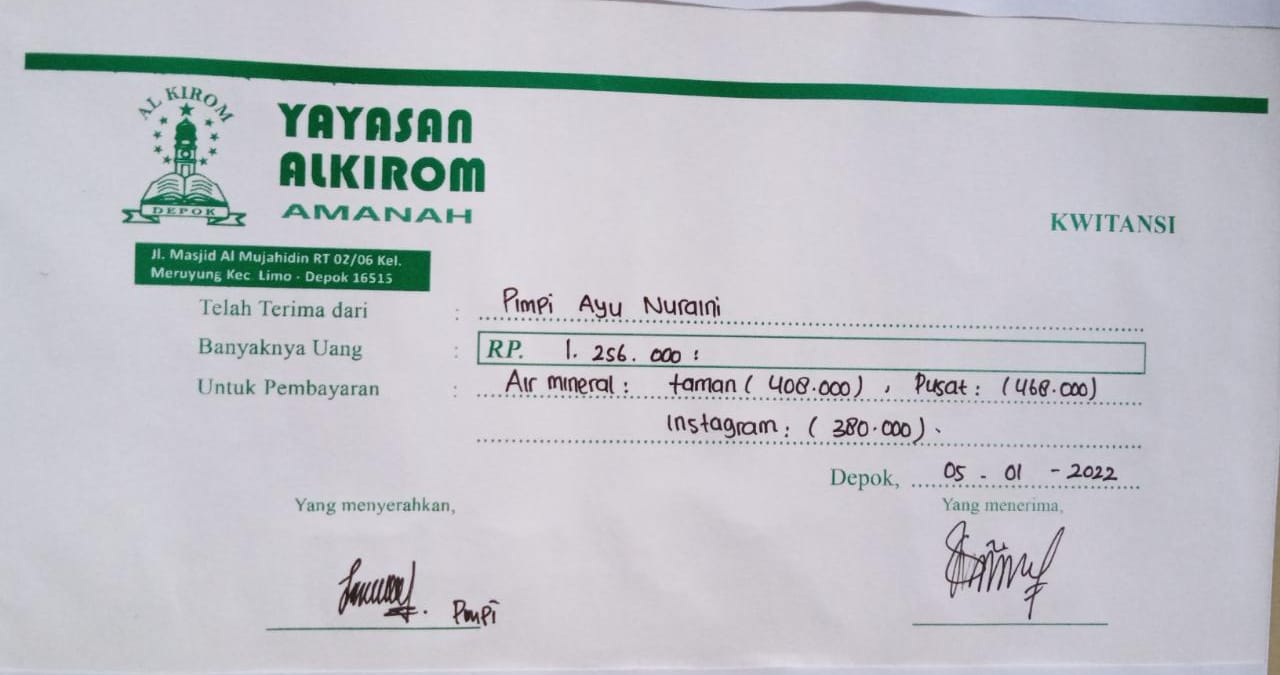 AL KIROM
DEPOK
YAYASAN
ALKIROM
AMANAH
KWITANSI
Jl. Masjid Al Mujahidin RT 02/06 Kel.
Meruyung Kec Limo - Depok 16515
Telah Terima dari : Pimpi Ayu Nuraini
Banyaknya Uang : RP. 1. 256. 000 :
Untuk Pembayaran : Air mineral : taman ( 408.000) , Pusat : (468.000)
Instagram : ( 380.000) .
Depok, 05 - 01 - 2022
Yang menyerahkan, Yang menerima,
Pimpi